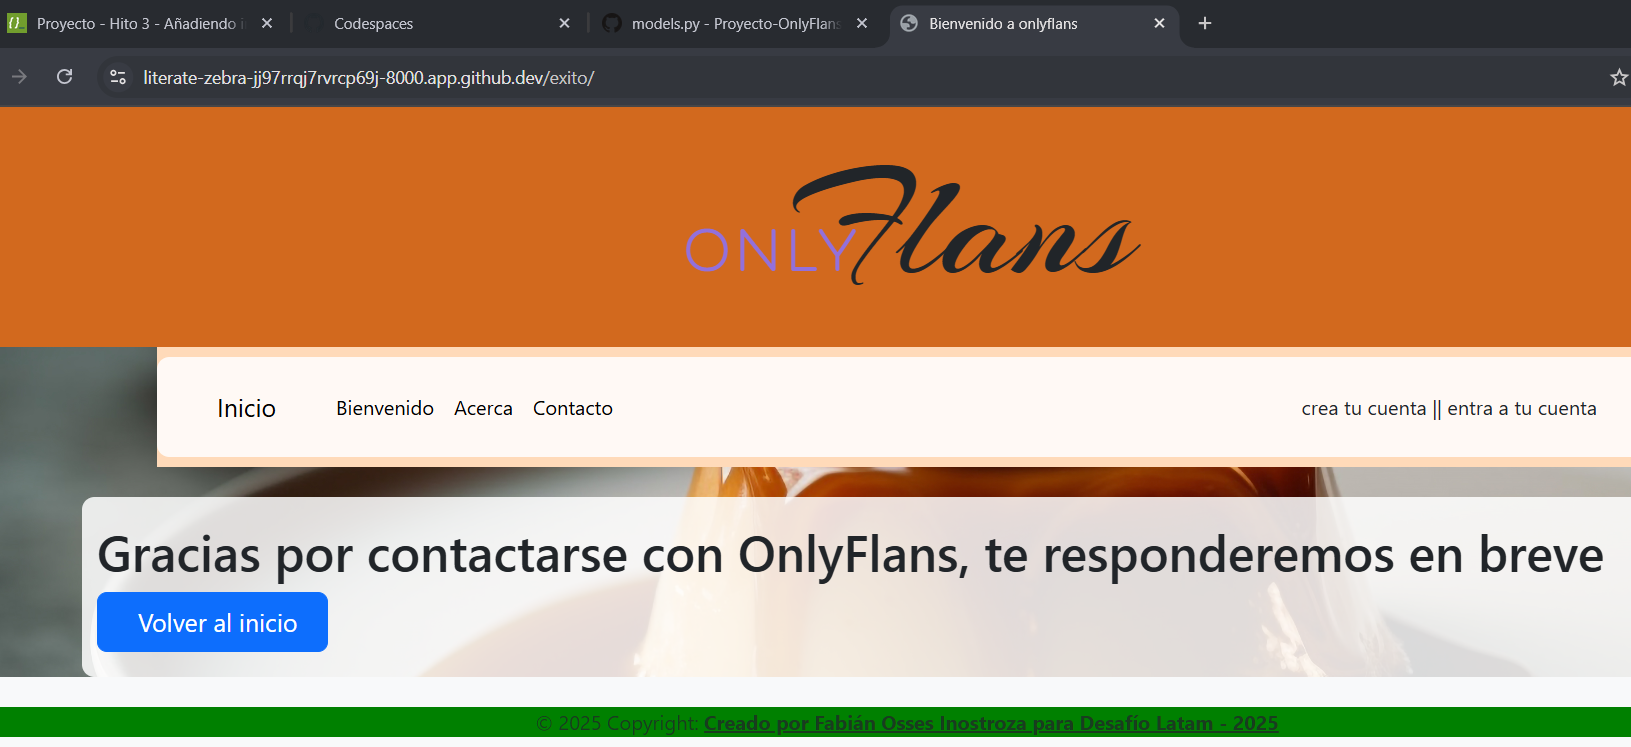 Proyecto - Hito 3 - Añadiendo i
Codespaces
models.py - Proyecto-OnlyFlans
Bienvenido a onlyflans
literate-zebra-jj97rrqj7rvrcp69j-8000.app.github.dev/exito/
ONLY Flans
Inicio Bienvenido Acerca Contacto crea tu cuenta || entra a tu cuenta
Gracias por contactarse con OnlyFlans, te responderemos en breve
Volver al inicio
© 2025 Copyright: Creado por Fabián Osses Inostroza para Desafío Latam - 2025